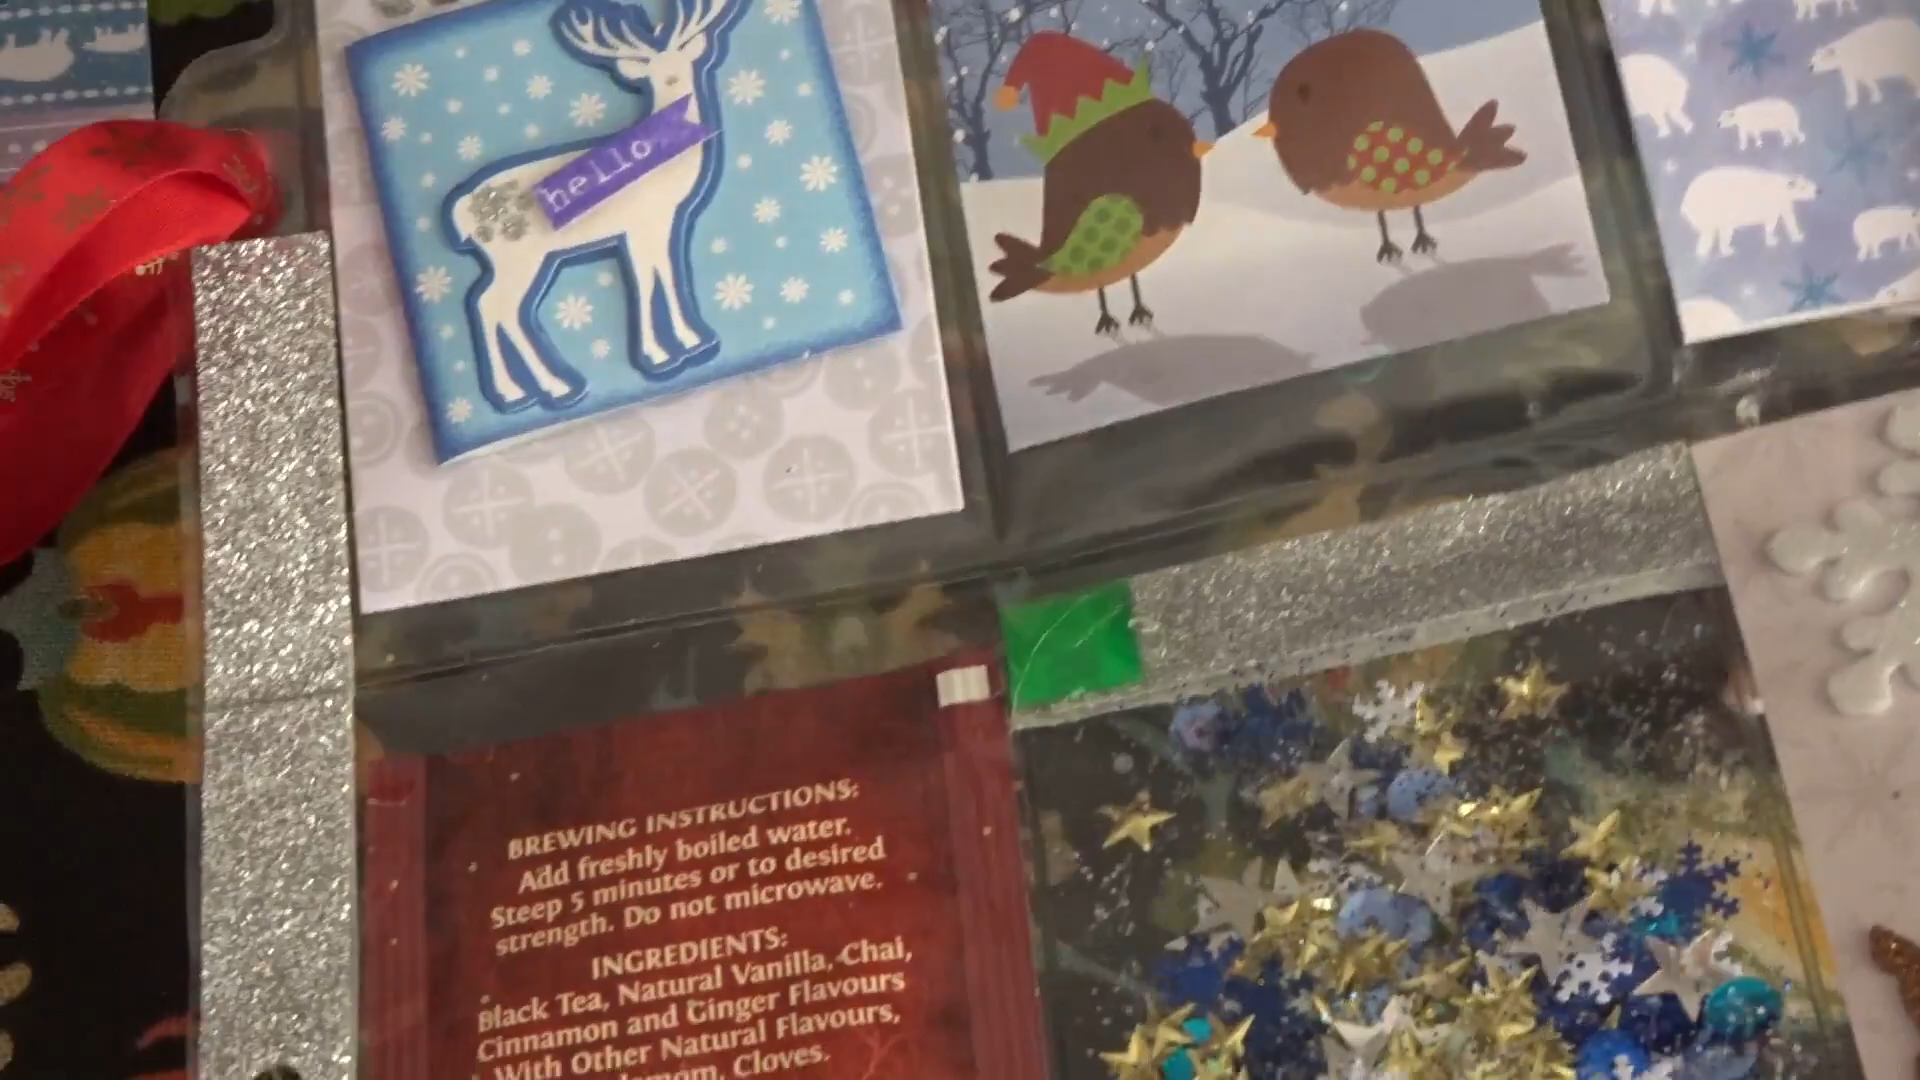 hello
BREWING INSTRUCTIONS:
Add freshly boiled water.
Steep 5 minutes or to desired
strength. Do not microwave.
INGREDIENTS:
Black Tea, Natural Vanilla, Chai,
Cinnamon and Ginger Flavours
With Other Natural Flavours,
Cloves.